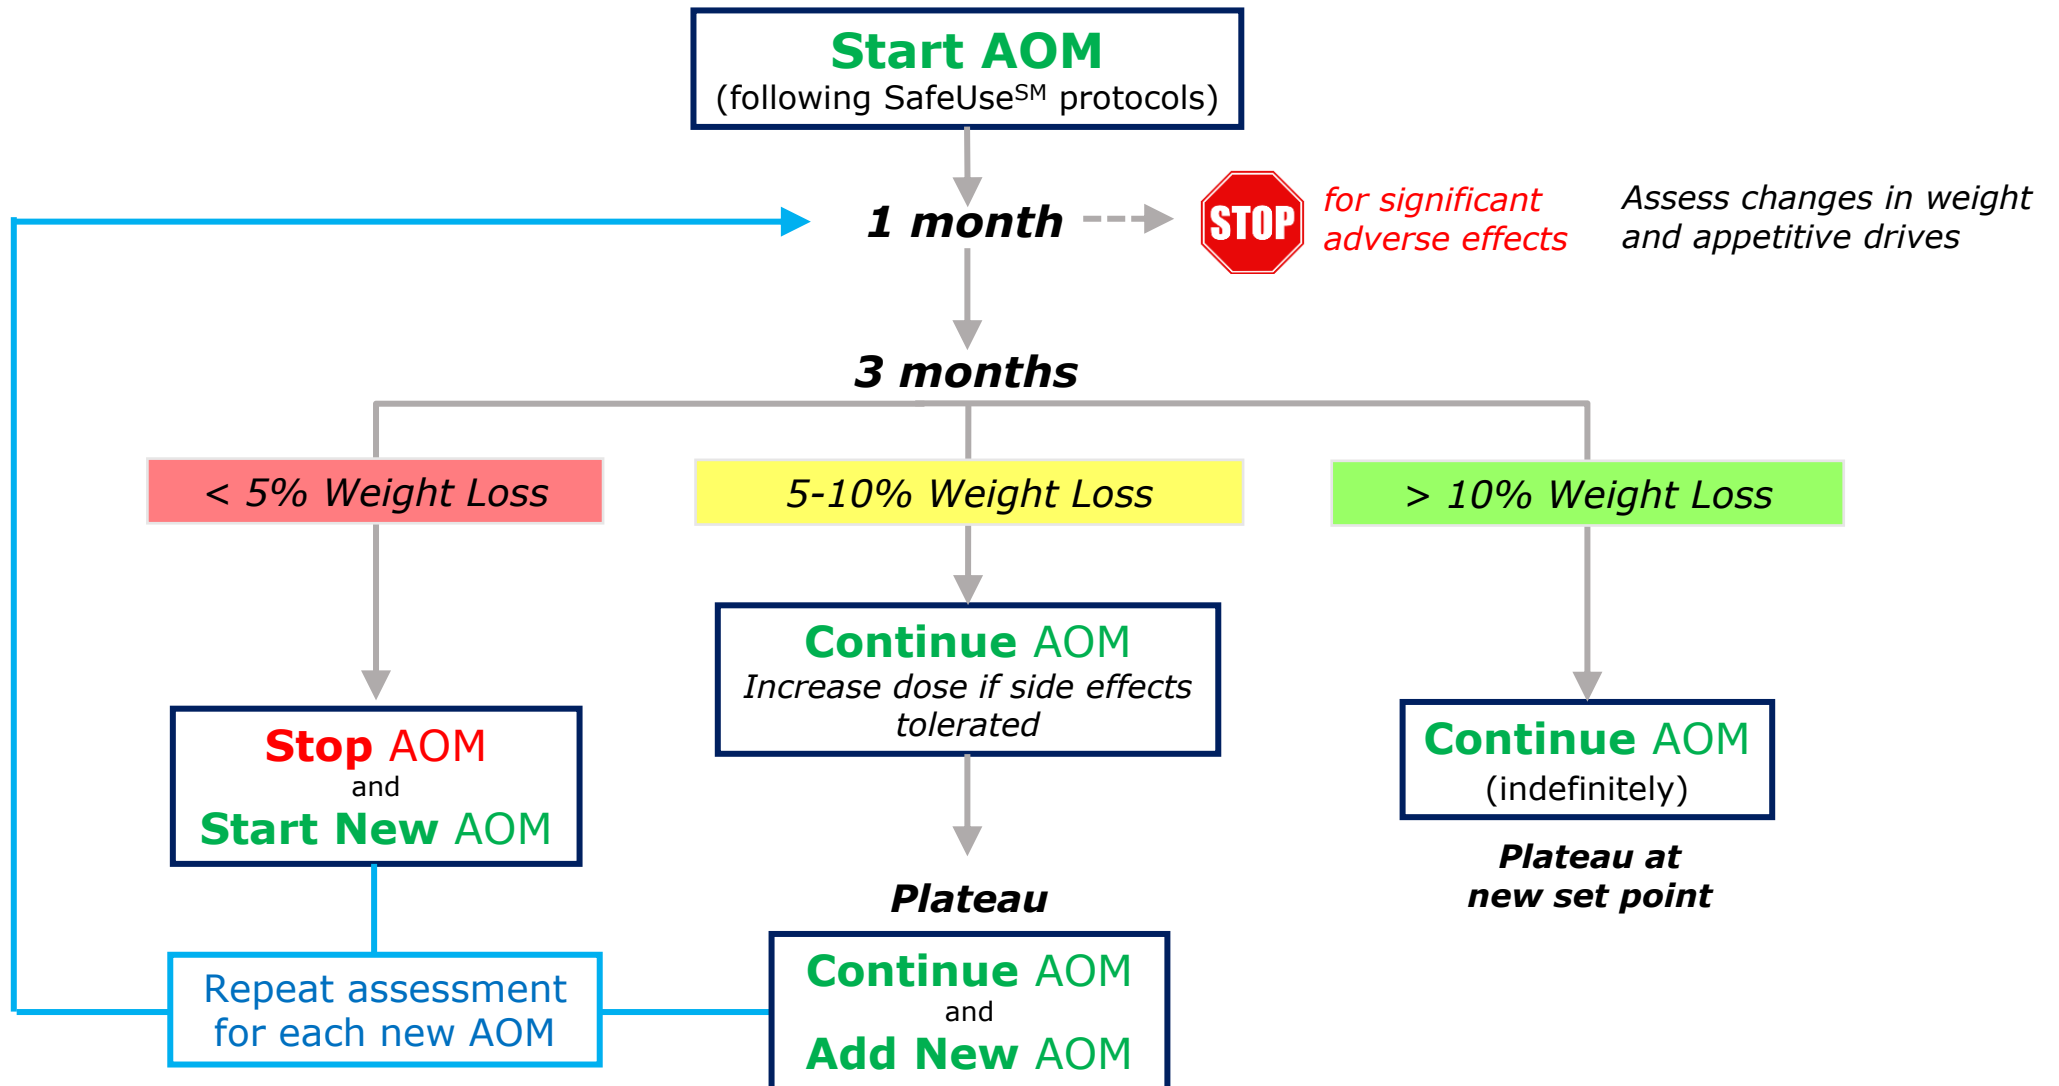 Start AOM
(following SafeUseSM protocols)
1 month
STOP
for significant
adverse effects
Assess changes in weight
and appetitive drives
3 months
< 5% Weight Loss
5-10% Weight Loss
> 10% Weight Loss
Stop AOM
and
Start New AOM
Continue AOM
Increase dose if side effects
tolerated
Continue AOM
(indefinitely)
Plateau at
new set point
Plateau
Repeat assessment
for each new AOM
Continue AOM
and
Add New AOM